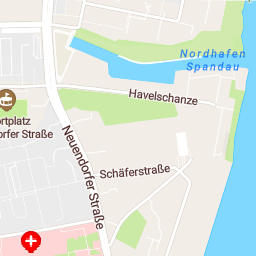 Nordhafen
Spandau
Havelschanze
ortplatz
dorfer Straße
Neuendorfer Straße
Schäferstraße